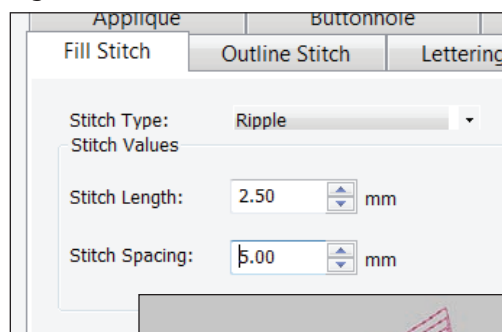 Applique Buttonhole
Fill Stitch Outline Stitch Lettering
Stitch Type: Ripple
Stitch Values
Stitch Length: 2.50 mm
Stitch Spacing: 5.00 mm